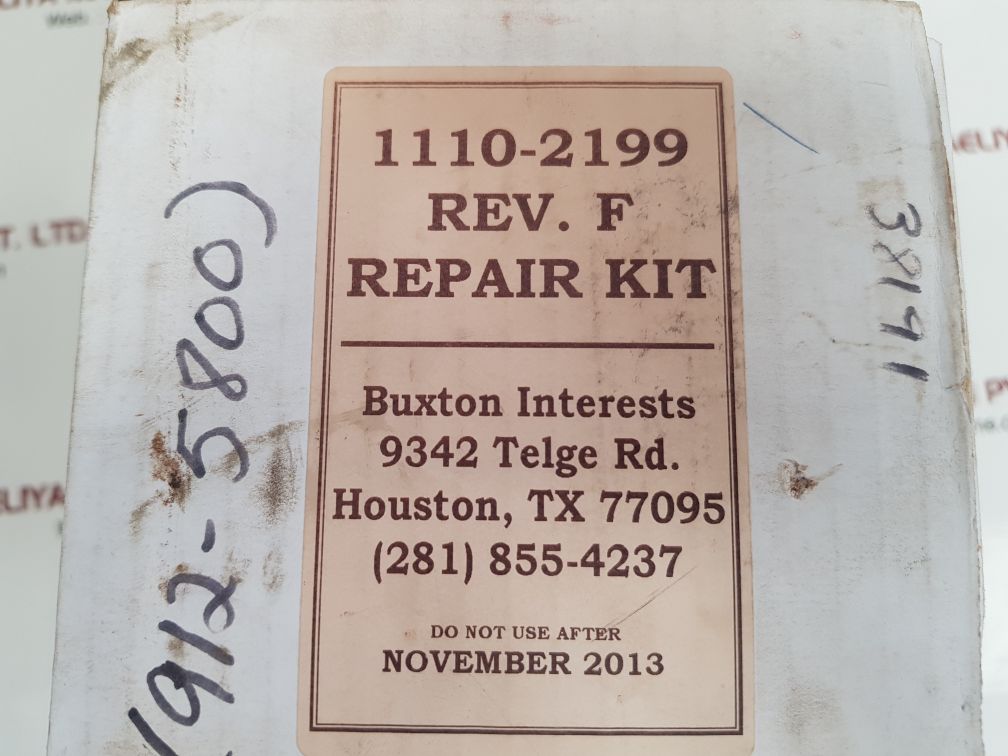 1110-2199
REV. F
REPAIR KIT
Buxton Interests
9342 Telge Rd.
Houston, TX 77095
(281) 855-4237
DO NOT USE AFTER
NOVEMBER 2013
(912-5800)
38191
T. LTD